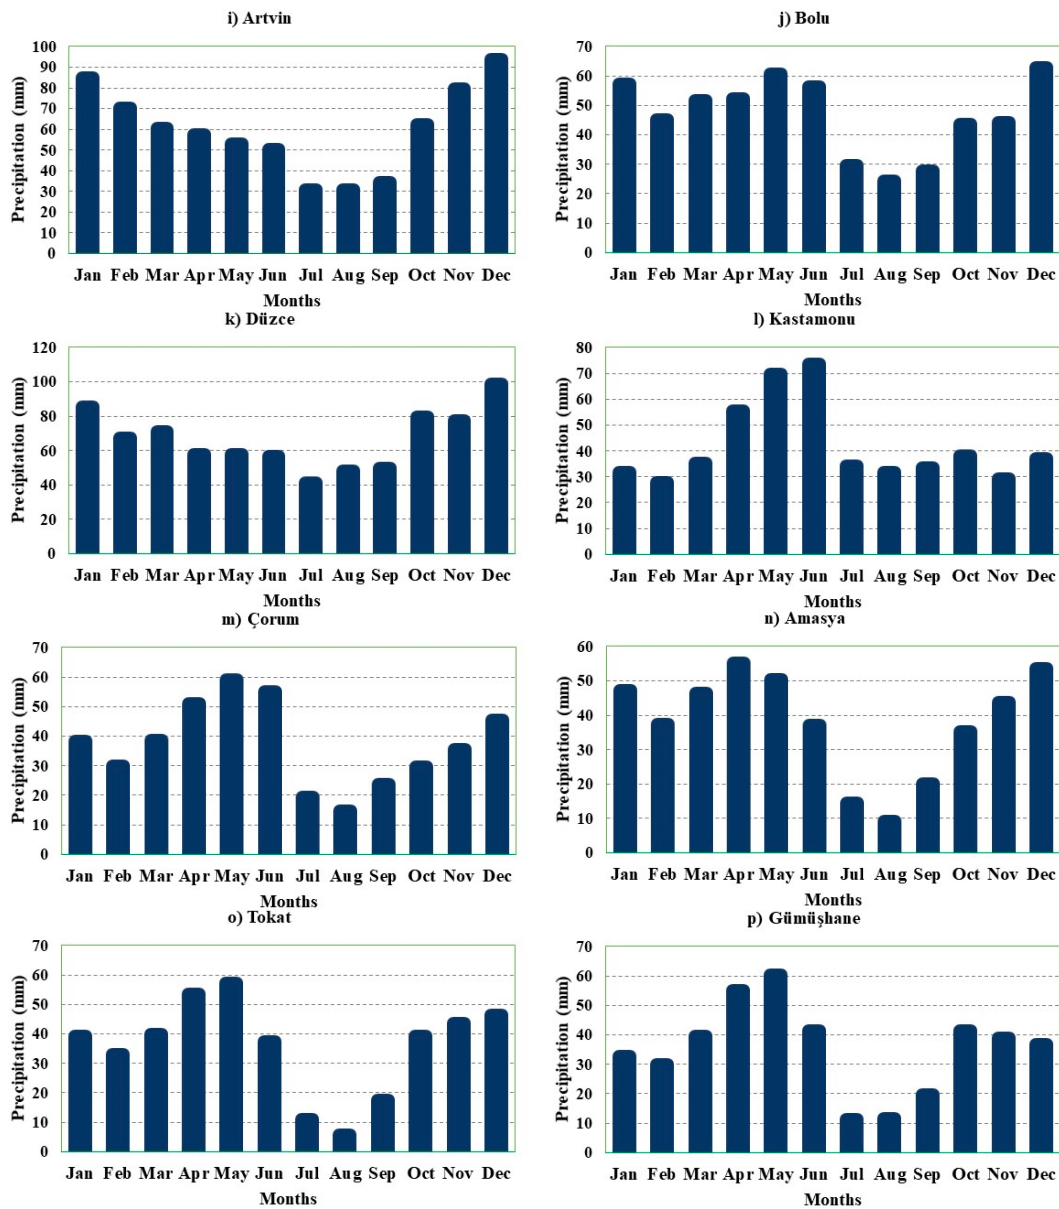 i) Artvin
Precipitation (mm)
100
90
80
70
60
50
40
30
20
10
0
Jan Feb Mar Apr May Jun Jul Aug Sep Oct Nov Dec
Months
j) Bolu
Precipitation (mm)
70
60
50
40
30
20
10
0
Jan Feb Mar Apr May Jun Jul Aug Sep Oct Nov Dec
Months
k) Düzce
Precipitation (mm)
120
100
80
60
40
20
0
Jan Feb Mar Apr May Jun Jul Aug Sep Oct Nov Dec
Months
l) Kastamonu
Precipitation (mm)
80
70
60
50
40
30
20
10
0
Jan Feb Mar Apr May Jun Jul Aug Sep Oct Nov Dec
Months
m) Çorum
Precipitation (mm)
70
60
50
40
30
20
10
0
Jan Feb Mar Apr May Jun Jul Aug Sep Oct Nov Dec
Months
n) Amasya
Precipitation (mm)
60
50
40
30
20
10
0
Jan Feb Mar Apr May Jun Jul Aug Sep Oct Nov Dec
Months
o) Tokat
Precipitation (mm)
70
60
50
40
30
20
10
0
Jan Feb Mar Apr May Jun Jul Aug Sep Oct Nov Dec
Months
p) Gümüşhane
Precipitation (mm)
70
60
50
40
30
20
10
0
Jan Feb Mar Apr May Jun Jul Aug Sep Oct Nov Dec
Months